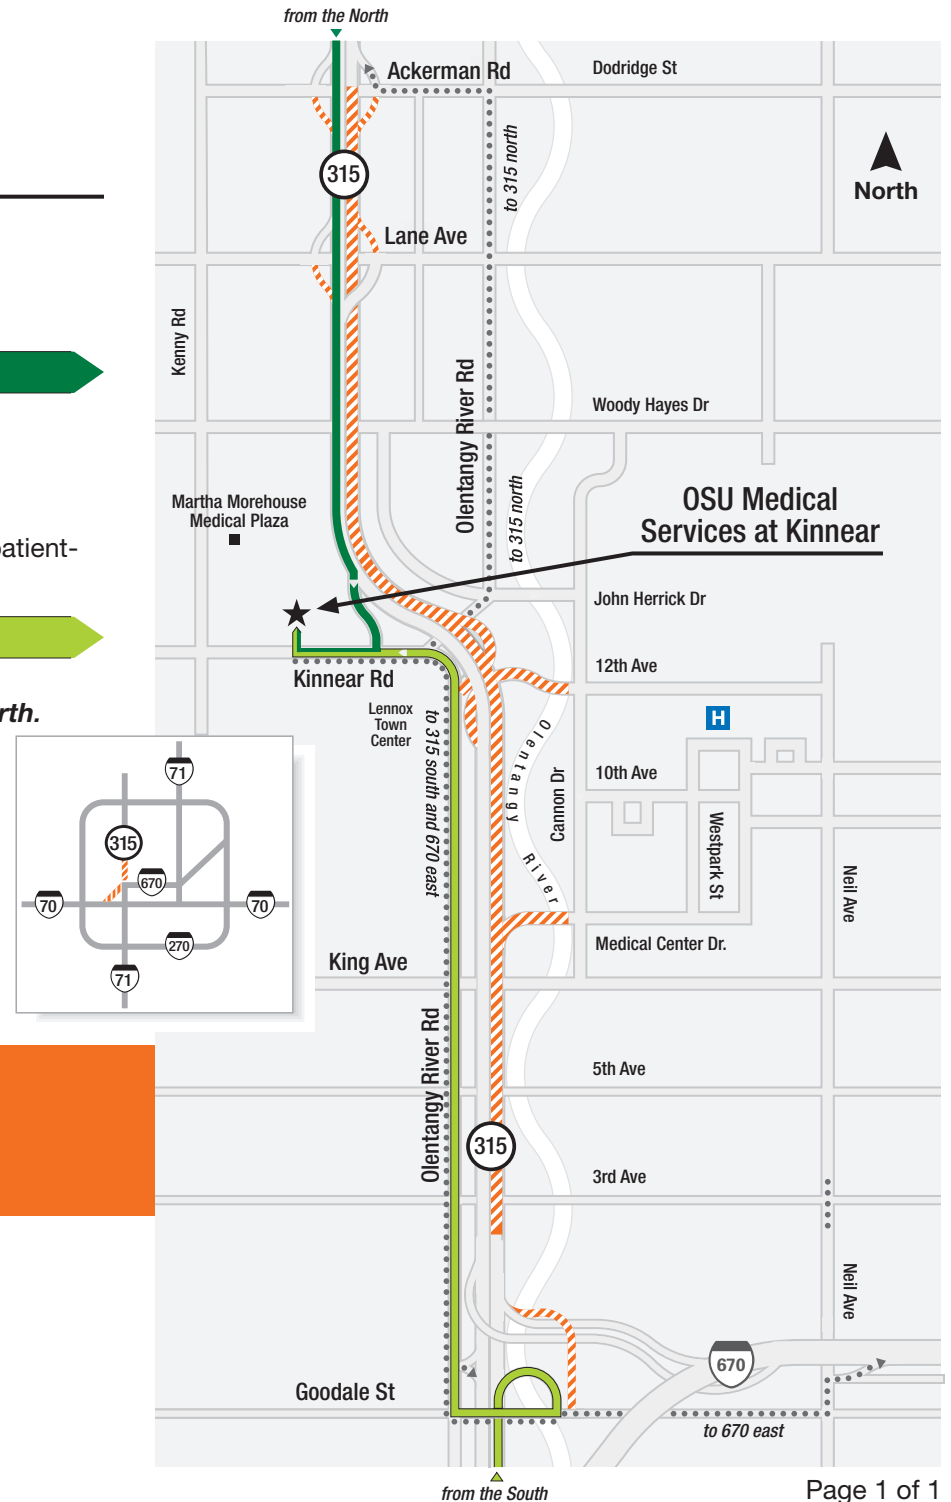 from the North
Ackerman Rd
Dodridge St
315
to 315 north
North
Lane Ave
Kenny Rd
Olentangy River Rd
Woody Hayes Dr
Martha Morehouse
Medical Plaza
to 315 north
OSU Medical
Services at Kinnear
patient-
John Herrick Dr
Kinnear Rd
12th Ave
rth.
Lennox
Town
Center
to 315 south and 670 east
H
Olentangy
River
Cannon Dr
10th Ave
Westpark St
Neil Ave
71
315
670
70
70
270
71
Medical Center Dr.
King Ave
Olentangy River Rd
5th Ave
315
3rd Ave
Neil Ave
670
Goodale St
to 670 east
from the South
Page 1 of 1